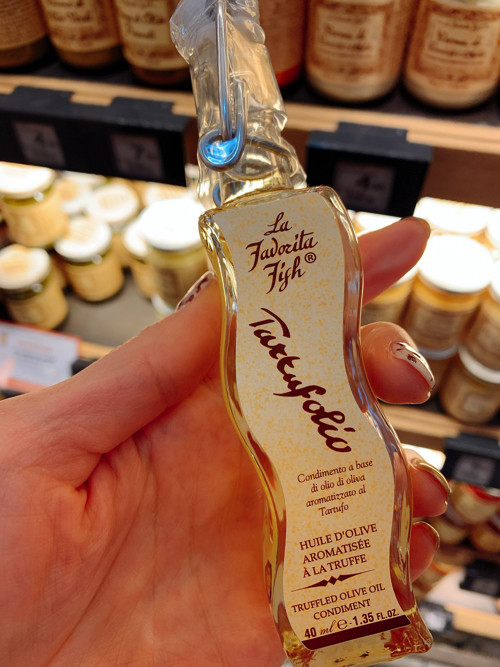 La
Favorita
Fish®
Tartufolio
Condimento a base
di olio di oliva
aromatizzato al
Tartufo
HUILE D'OLIVE
AROMATISÉE
À LA TRUFFE
TRUFFLED OLIVE OIL
CONDIMENT
40 ml ℮ - 1.35 FL.OZ.